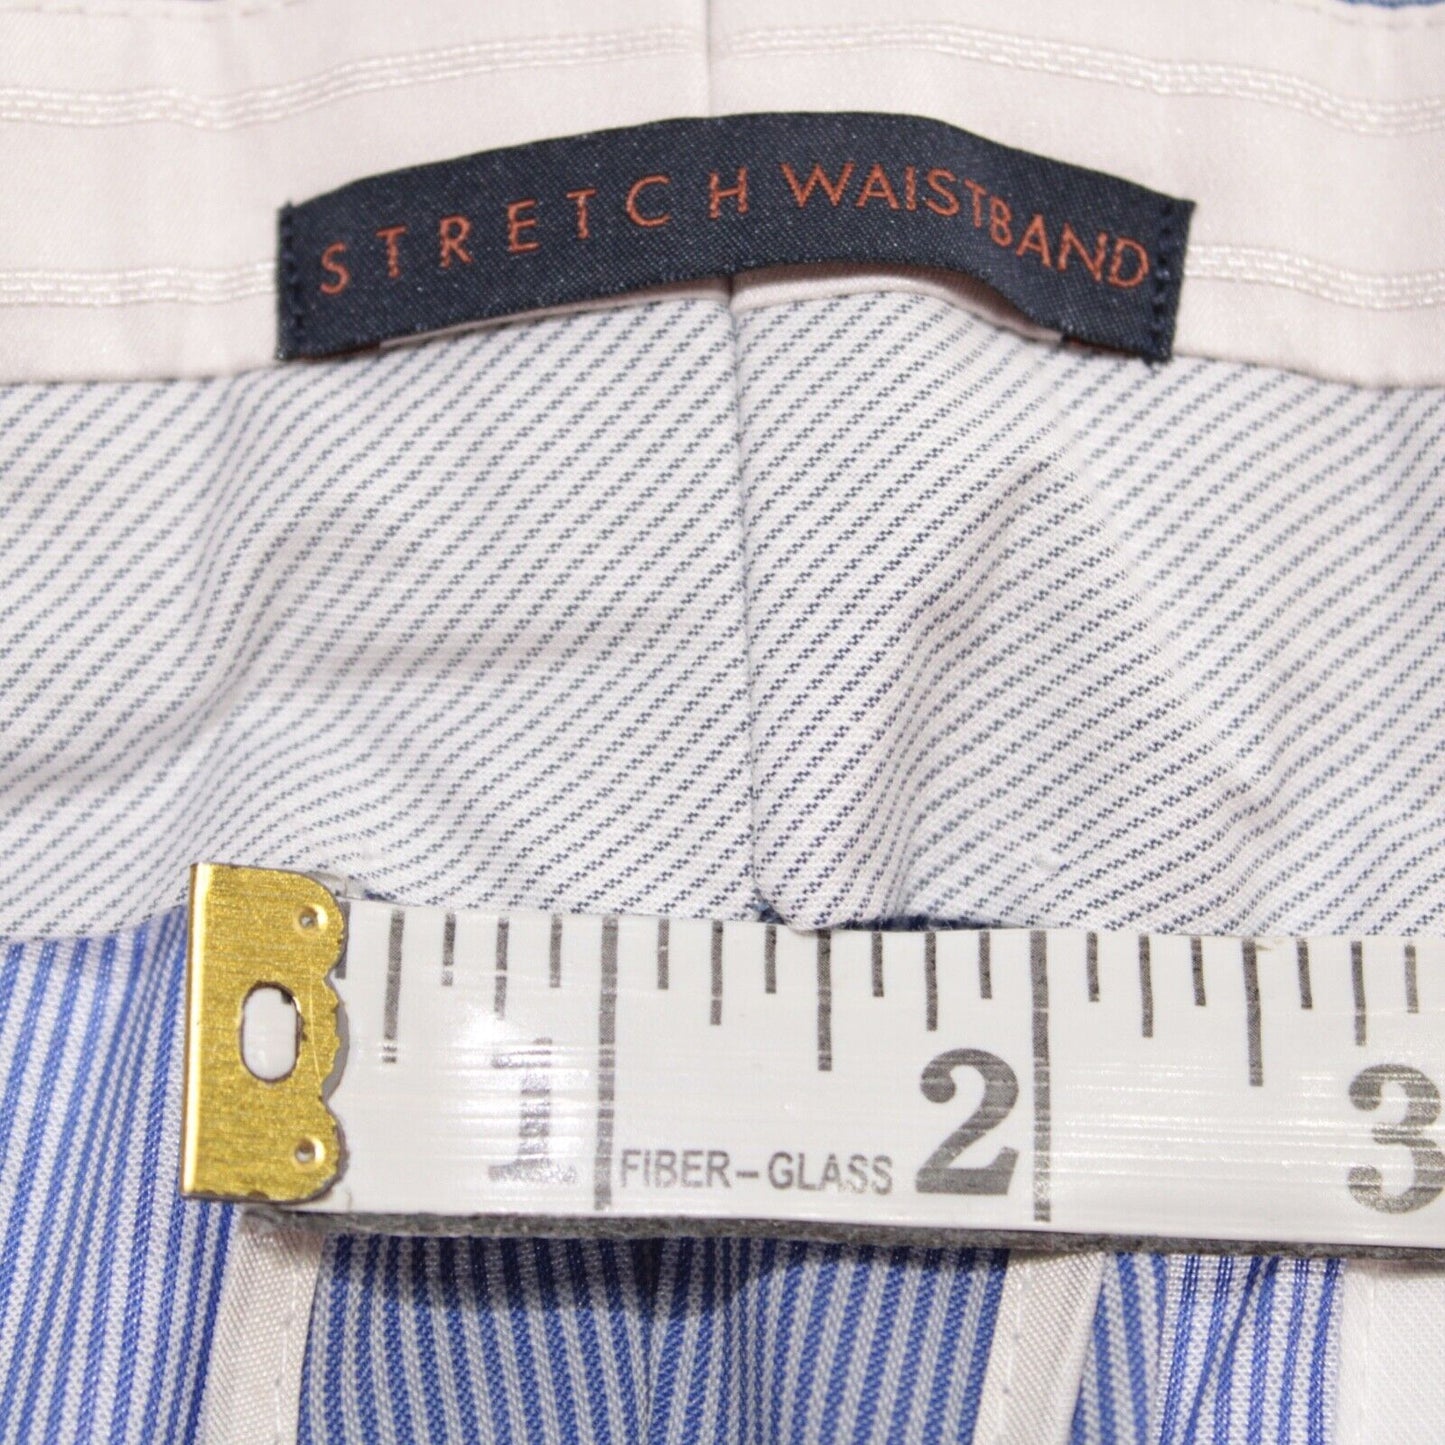 STRETCH WAISTBAND
1 FIBER-GLASS 2 3